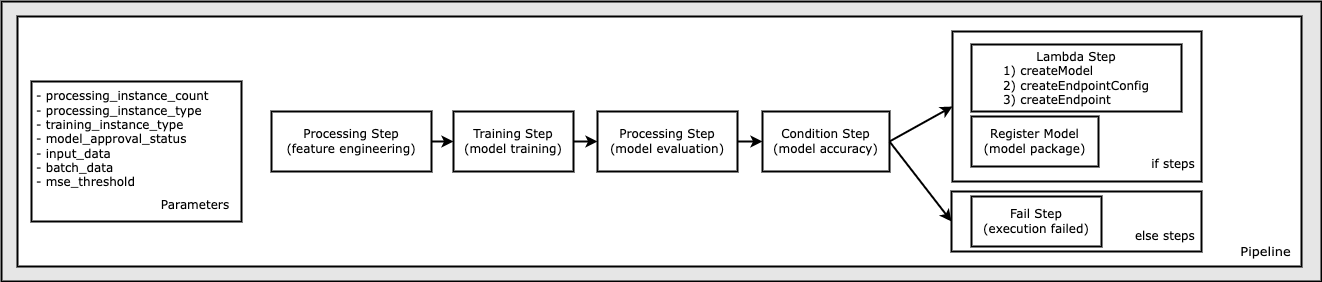 - processing_instance_count
- processing_instance_type
- training_instance_type
- model_approval_status
- input_data
- batch_data
- mse_threshold
Parameters
Processing Step
(feature engineering)
Training Step
(model training)
Processing Step
(model evaluation)
Condition Step
(model accuracy)
Lambda Step
1) createModel
2) createEndpointConfig
3) createEndpoint
Register Model
(model package)
if steps
Fail Step
(execution failed)
else steps
Pipeline